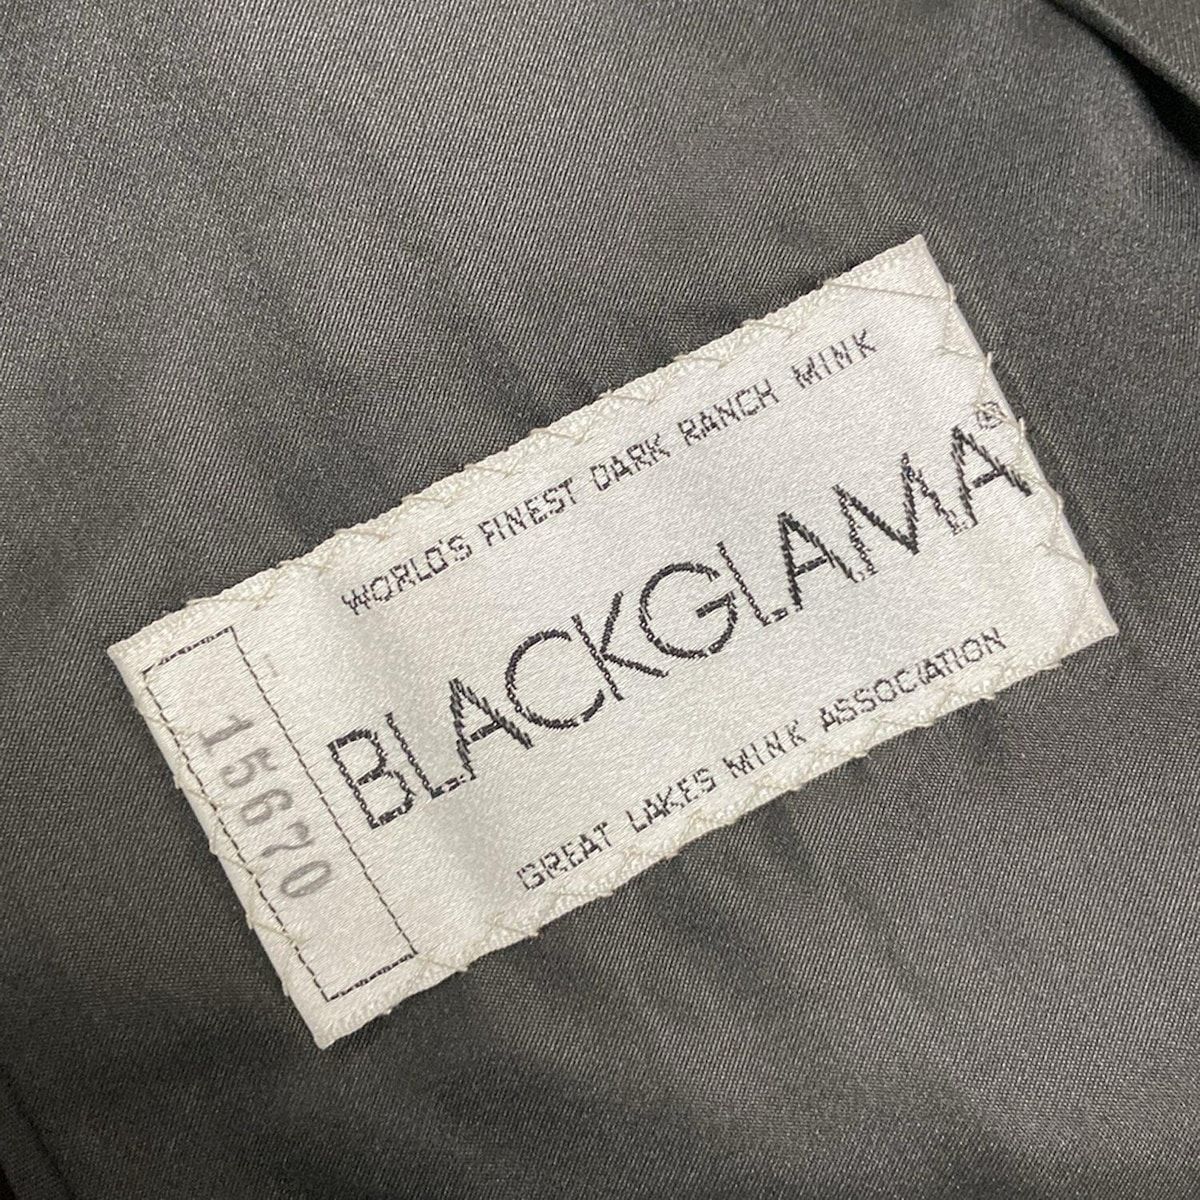 WORLD'S FINEST DARK RANCH MINK
BLACKGLAMA®
GREAT LAKES MINK ASSOCIATION
15670